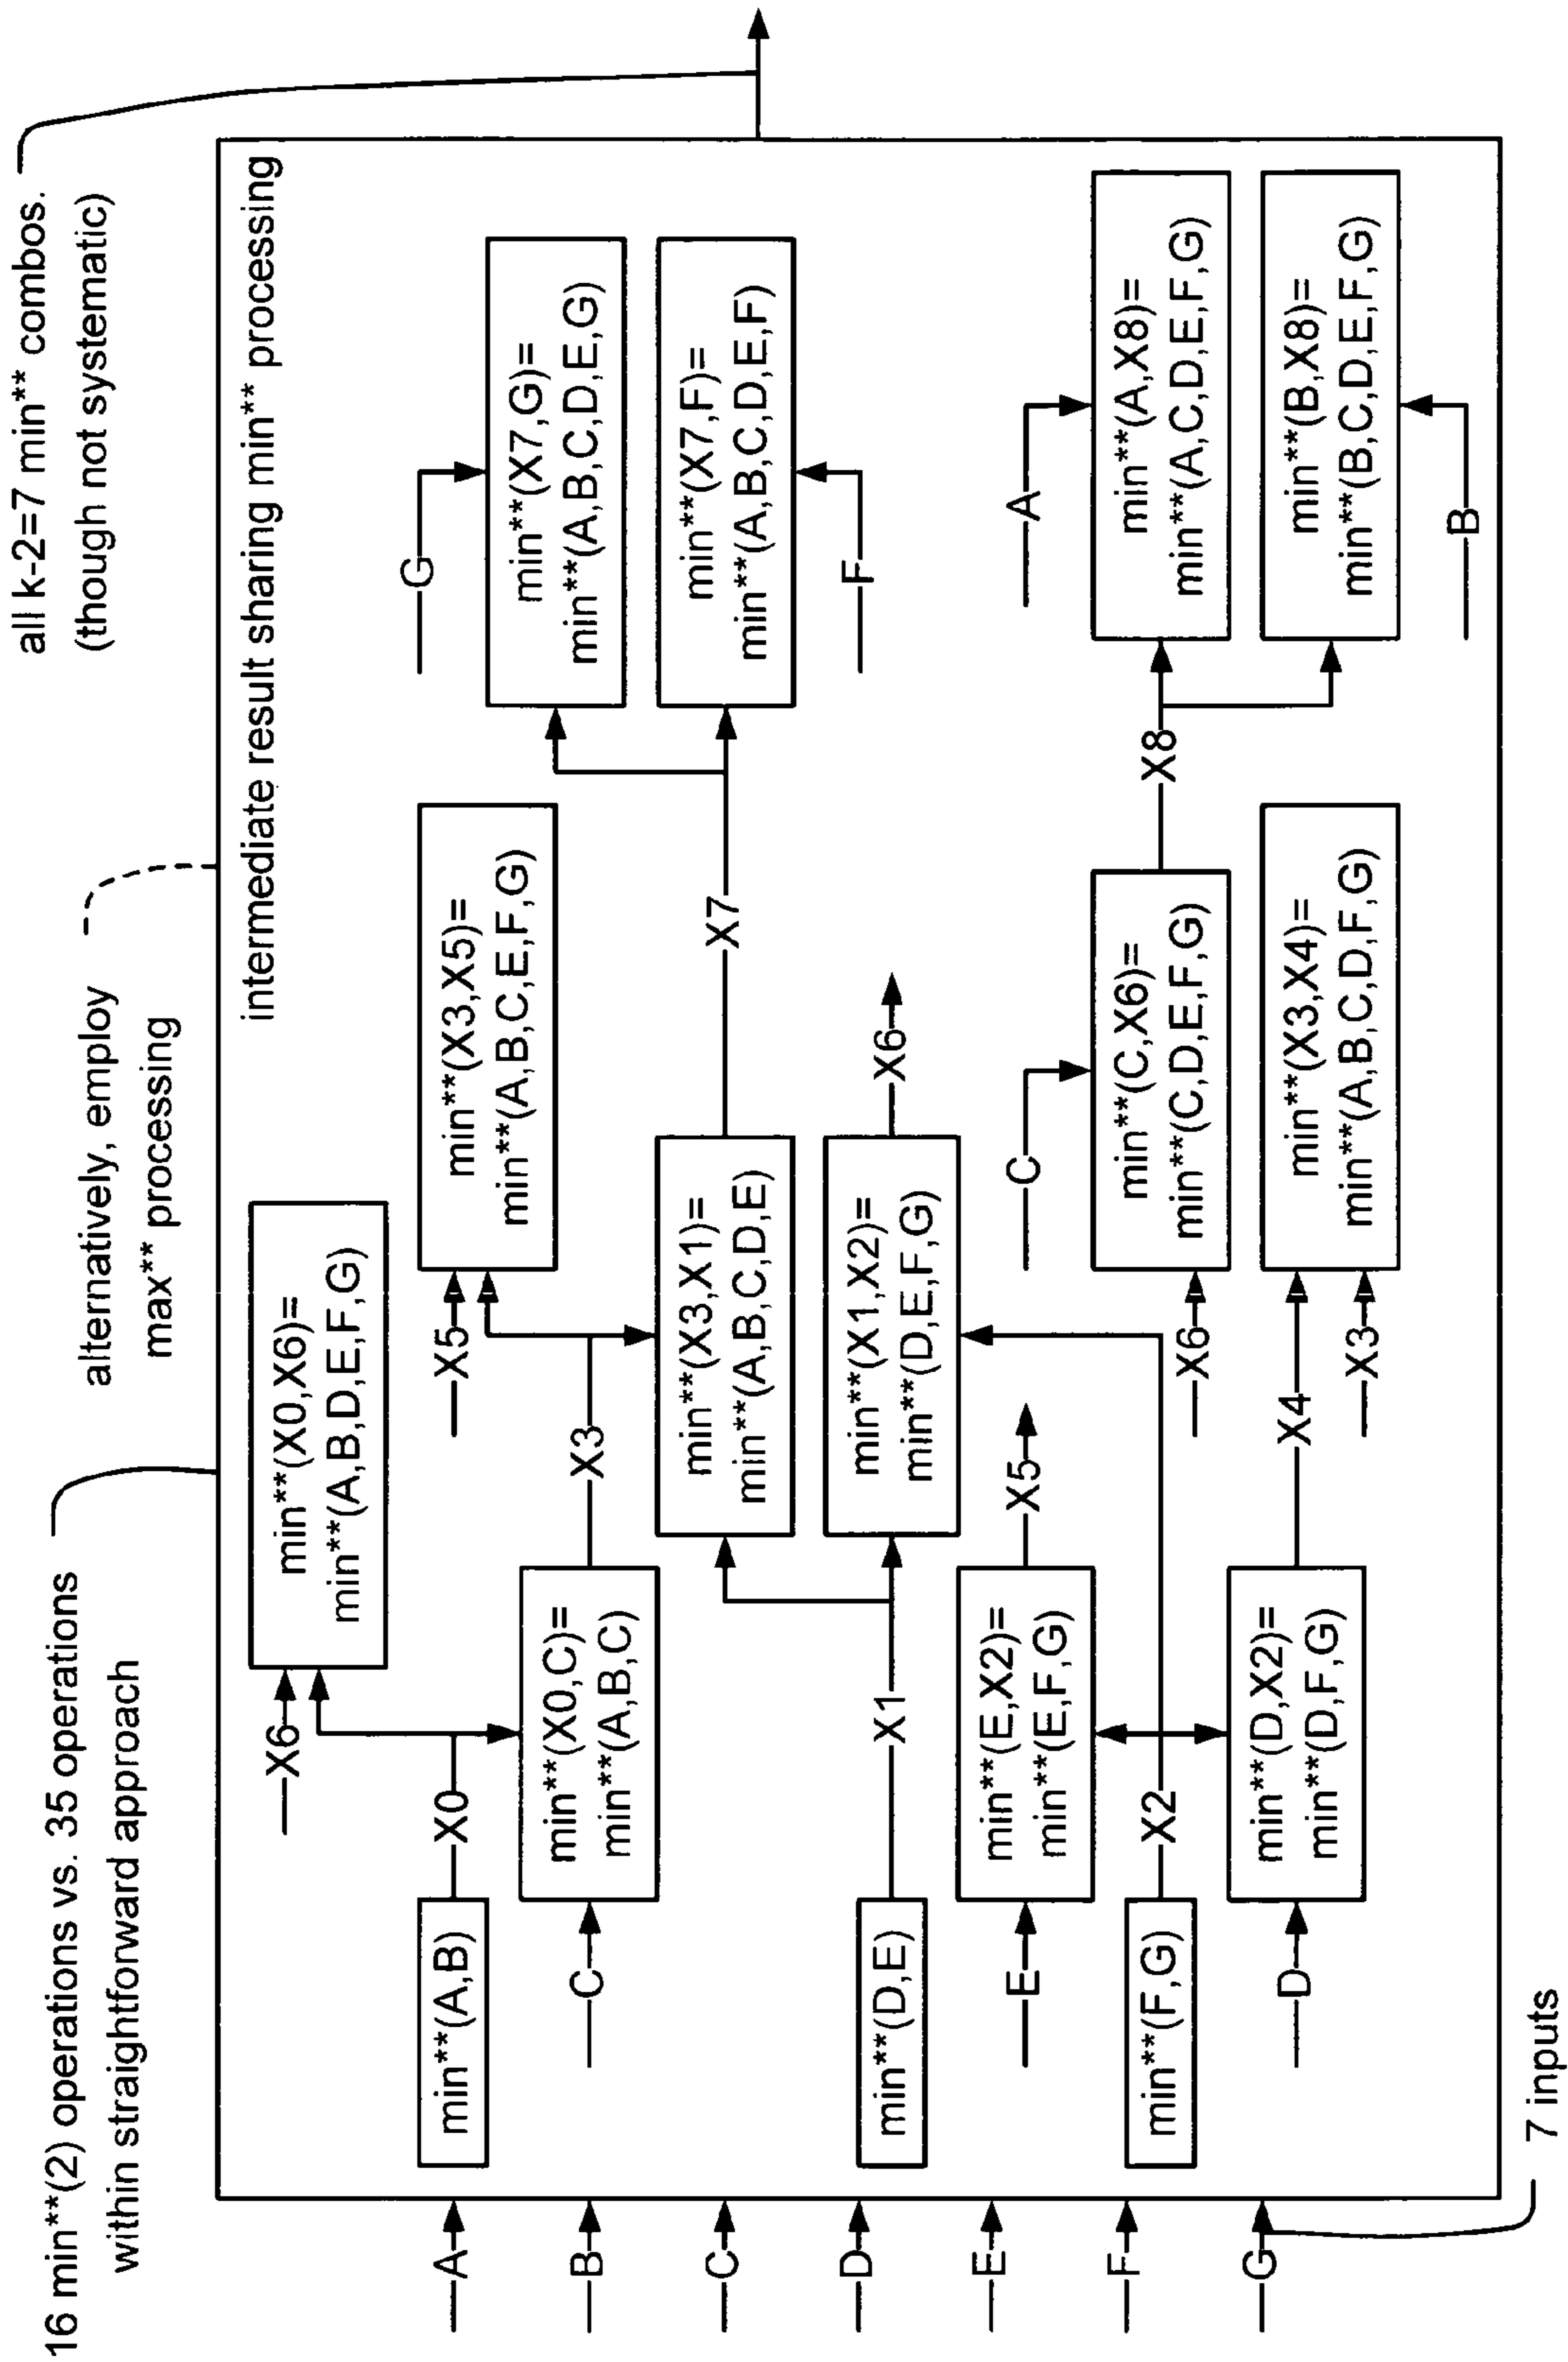 16 min**(2) operations vs. 35 operations
within straightforward approach
alternatively, employ
max** processing
all k-2=7 min** combos.
(though not systematic)
intermediate result sharing min** processing
A
B
C
D
E
F
G
7 inputs
min**(A,B)
X0
C
min**(D,E)
X1
E
min**(F,G)
X2
D
X6
min**(X0,X6)=
min**(A,B,D,E,F,G)
min**(X0,C)=
min**(A,B,C)
X3
min**(E,X2)=
min**(E,F,G)
X5
min**(D,X2)=
min**(D,F,G)
X4
X5
min**(X3,X5)=
min**(A,B,C,E,F,G)
min**(X3,X1)=
min**(A,B,C,D,E)
X7
min**(X1,X2)=
min**(D,E,F,G)
X6
C
X6
min**(C,X6)=
min**(C,D,E,F,G)
X8
X3
min**(X3,X4)=
min**(A,B,C,D,F,G)
G
min**(X7,G)=
min**(A,B,C,D,E,G)
min**(X7,F)=
min**(A,B,C,D,E,F)
F
A
min**(A,X8)=
min**(A,C,D,E,F,G)
min**(B,X8)=
min**(B,C,D,E,F,G)
B